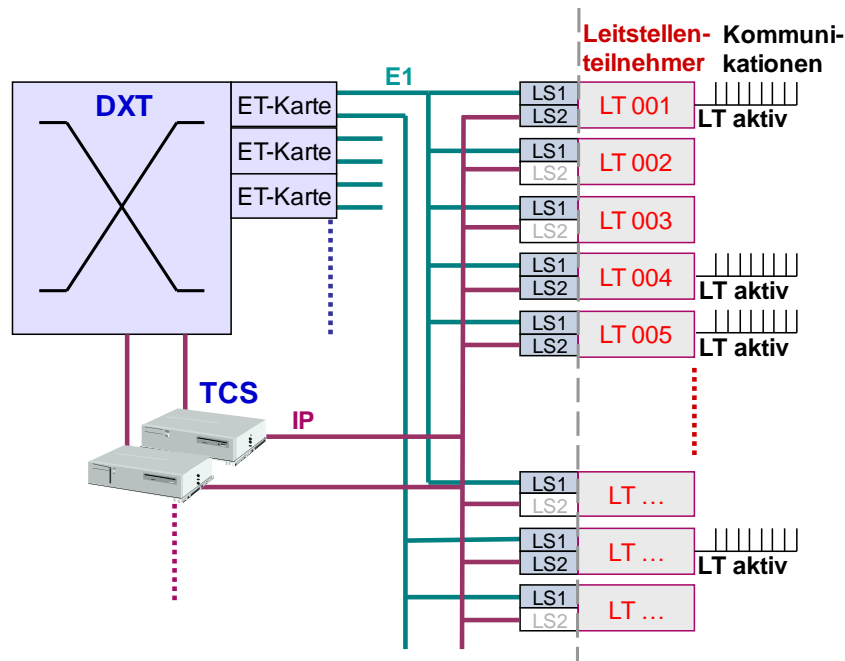 Leitstellen-
teilnehmer
Kommuni-
kationen
E1
DXT
ET-Karte
ET-Karte
ET-Karte
LS1
LS2
LT 001
LT aktiv
LS1
LS2
LT 002
LS1
LS2
LT 003
LS1
LS2
LT 004
LT aktiv
LS1
LS2
LT 005
LT aktiv
TCS
IP
LS1
LS2
LT …
LS1
LS2
LT …
LT aktiv
LS1
LS2
LT …